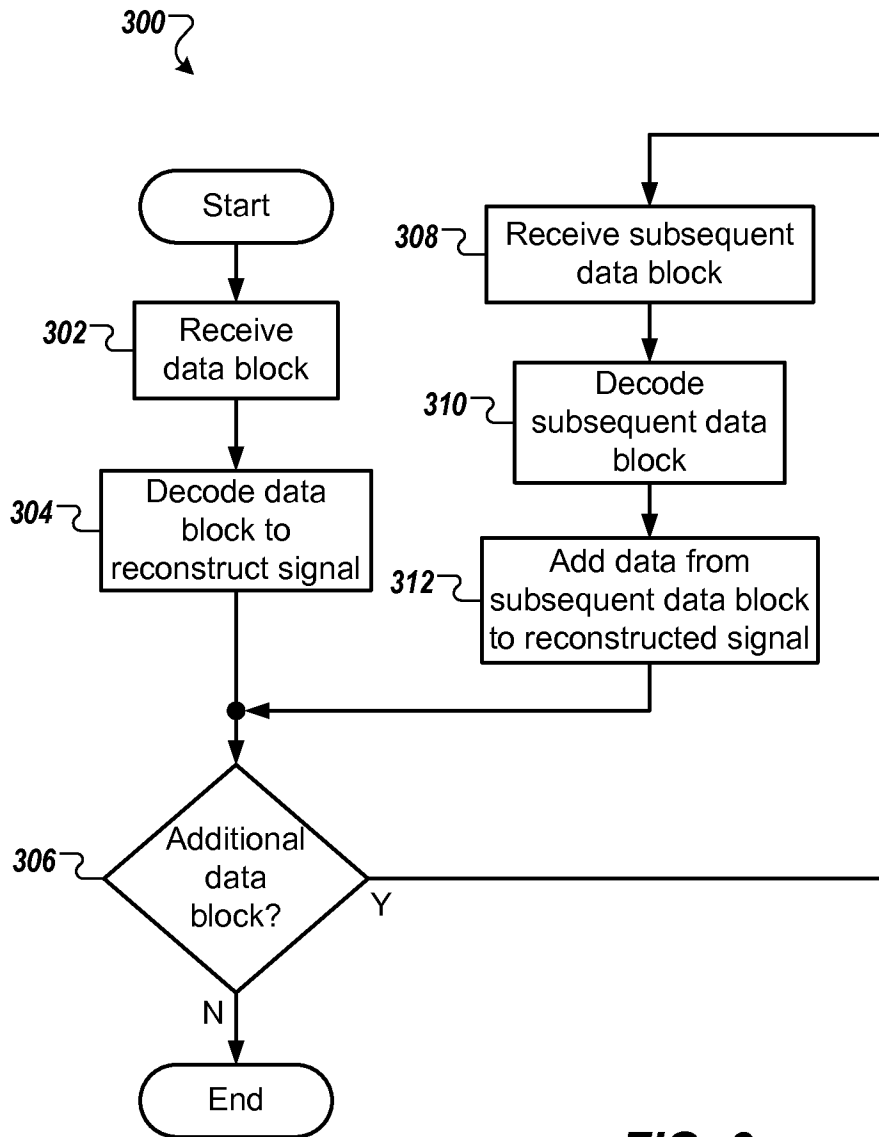 300
Start
302
Receive
data block
304
Decode data
block to
reconstruct signal
306
Additional
data
block?
Y
N
End
308
Receive subsequent
data block
310
Decode
subsequent data
block
312
Add data from
subsequent data block
to reconstructed signal